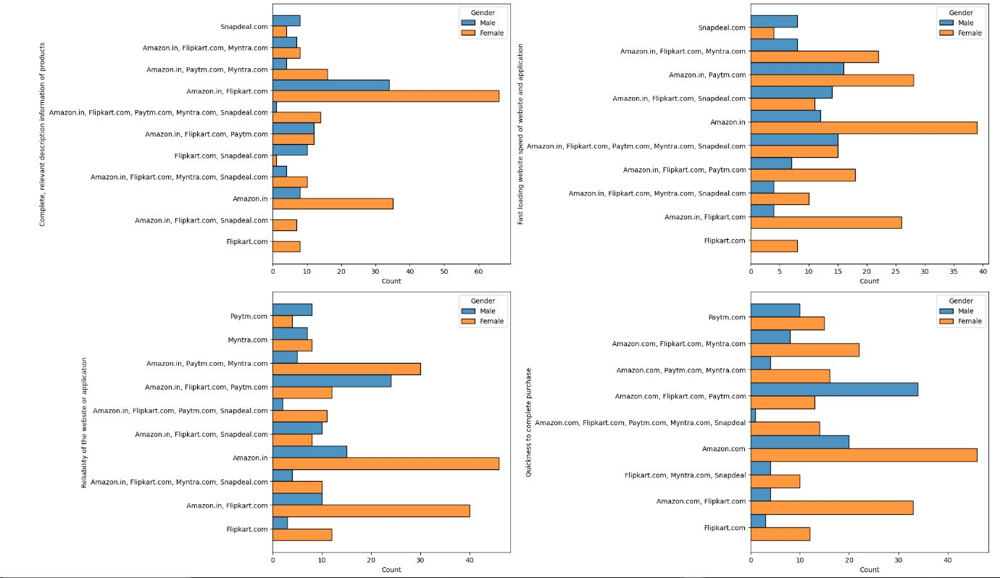 Complete, relevant description information of products
Snapdeal.com
Amazon.in, Flipkart.com, Myntra.com
Amazon.in, Paytm.com, Myntra.com
Amazon.in, Flipkart.com
Amazon.in, Flipkart.com, Paytm.com, Myntra.com, Snapdeal.com
Amazon.in, Flipkart.com, Paytm.com
Flipkart.com, Snapdeal.com
Amazon.in, Flipkart.com, Myntra.com, Snapdeal.com
Amazon.in
Amazon.in, Flipkart.com, Snapdeal.com
Flipkart.com
Gender
Male
Female
0 10 20 30 40 50 60
Count
Fast loading website speed of website and application
Snapdeal.com
Amazon.in, Flipkart.com, Myntra.com
Amazon.in, Paytm.com
Amazon.in, Flipkart.com, Snapdeal.com
Amazon.in
Amazon.in, Flipkart.com, Paytm.com, Myntra.com, Snapdeal.com
Amazon.in, Flipkart.com, Paytm.com
Amazon.in, Flipkart.com, Myntra.com, Snapdeal.com
Amazon.in, Flipkart.com
Flipkart.com
Gender
Male
Female
0 5 10 15 20 25 30 35 40
Count
Reliability of the website or application
Paytm.com
Myntra.com
Amazon.in, Paytm.com, Myntra.com
Amazon.in, Flipkart.com, Paytm.com
Amazon.in, Flipkart.com, Paytm.com, Snapdeal.com
Amazon.in, Flipkart.com, Snapdeal.com
Amazon.in
Amazon.in, Flipkart.com, Myntra.com, Snapdeal.com
Amazon.in, Flipkart.com
Flipkart.com
Gender
Male
Female
0 10 20 30 40
Count
Quickness to complete purchase
Paytm.com
Amazon.com, Flipkart.com, Myntra.com
Amazon.com, Paytm.com, Myntra.com
Amazon.com, Flipkart.com, Paytm.com
Amazon.com, Flipkart.com, Paytm.com, Myntra.com, Snapdeal
Amazon.com
Flipkart.com, Myntra.com, Snapdeal
Amazon.com, Flipkart.com
Flipkart.com
Gender
Male
Female
0 10 20 30 40
Count